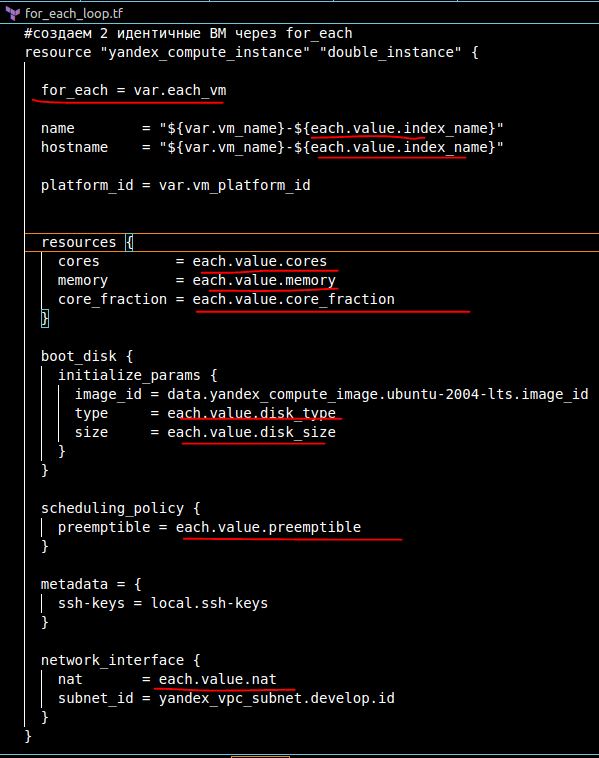 for_each_loop.tf
#создаем 2 идентичные ВМ через for_each
resource "yandex_compute_instance" "double_instance" {
for_each = var.each_vm
name = "${var.vm_name}-${each.value.index_name}"
hostname = "${var.vm_name}-${each.value.index_name}"
platform_id = var.vm_platform_id
resources {
cores = each.value.cores
memory = each.value.memory
core_fraction = each.value.core_fraction
}
boot_disk {
initialize_params {
image_id = data.yandex_compute_image.ubuntu-2004-lts.image_id
type = each.value.disk_type
size = each.value.disk_size
}
}
scheduling_policy {
preemptible = each.value.preemptible
}
metadata = {
ssh-keys = local.ssh-keys
}
network_interface {
nat = each.value.nat
subnet_id = yandex_vpc_subnet.develop.id
}
}